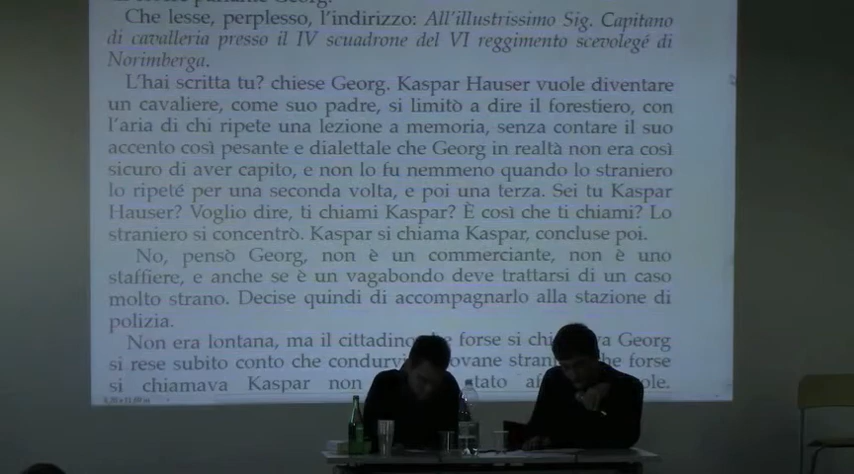 Che lesse, perplesso, l'indirizzo: All'illustrissimo Sig. Capitano
di cavalleria presso il IV scuadrone del VI reggimento scevolegé di
Norimberga.
L'hai scritta tu? chiese Georg. Kaspar Hauser vuole diventare
un cavaliere, come suo padre, si limitò a dire il forestiero, con
l'aria di chi ripete una lezione a memoria, senza contare il suo
accento così pesante e dialettale che Georg in realtà non era così
sicuro di aver capito, e non lo fu nemmeno quando lo straniero
lo ripeté per una seconda volta, e poi una terza. Sei tu Kaspar
Hauser? Voglio dire, ti chiami Kaspar? È così che ti chiami? Lo
straniero si concentrò. Kaspar si chiama Kaspar, concluse poi.
No, pensò Georg, non è un commerciante, non è uno
staffiere, e anche se è un vagabondo deve trattarsi di un caso
molto strano. Decise quindi di accompagnarlo alla stazione di
polizia.
Non era lontana, ma il cittadino che forse si Georg
si rese subito conto che condurvi forse
si chiamava Kaspar non